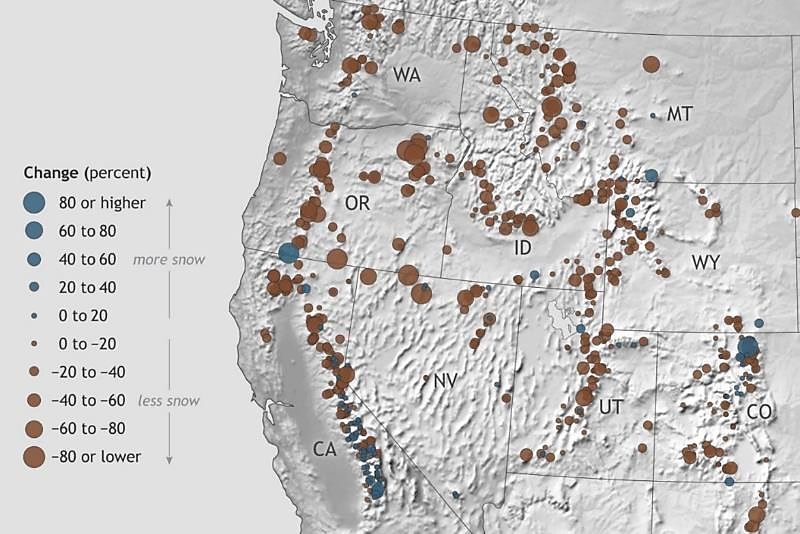 WA
MT
Change (percent)
80 or higher
60 to 80
40 to 60
more snow
20 to 40
0 to 20
0 to −20
−20 to −40
−40 to −60
less snow
−60 to −80
−80 or lower
OR
ID
WY
NV
UT
CO
CA